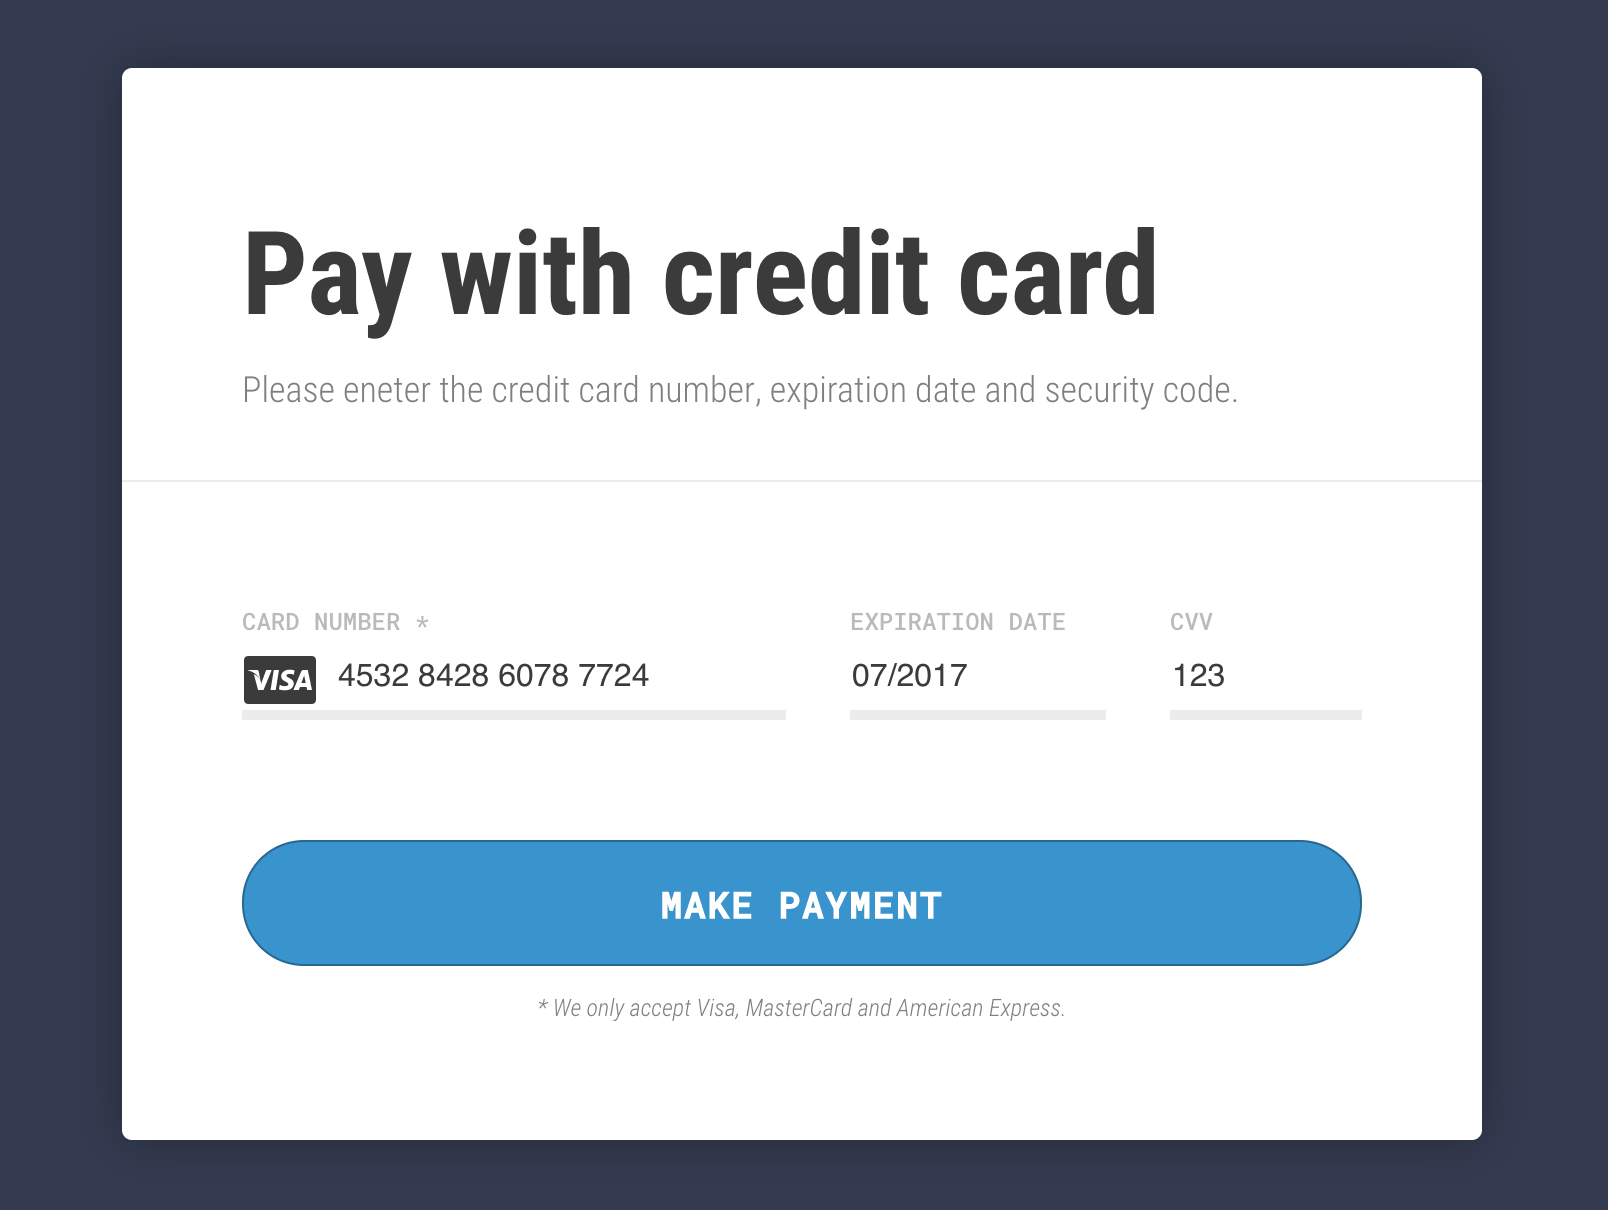 Pay with credit card
Please eneter the credit card number, expiration date and security code.
CARD NUMBER * EXPIRATION DATE CVV
VISA 4532 8428 6078 7724 07/2017 123
MAKE PAYMENT
* We only accept Visa, MasterCard and American Express.